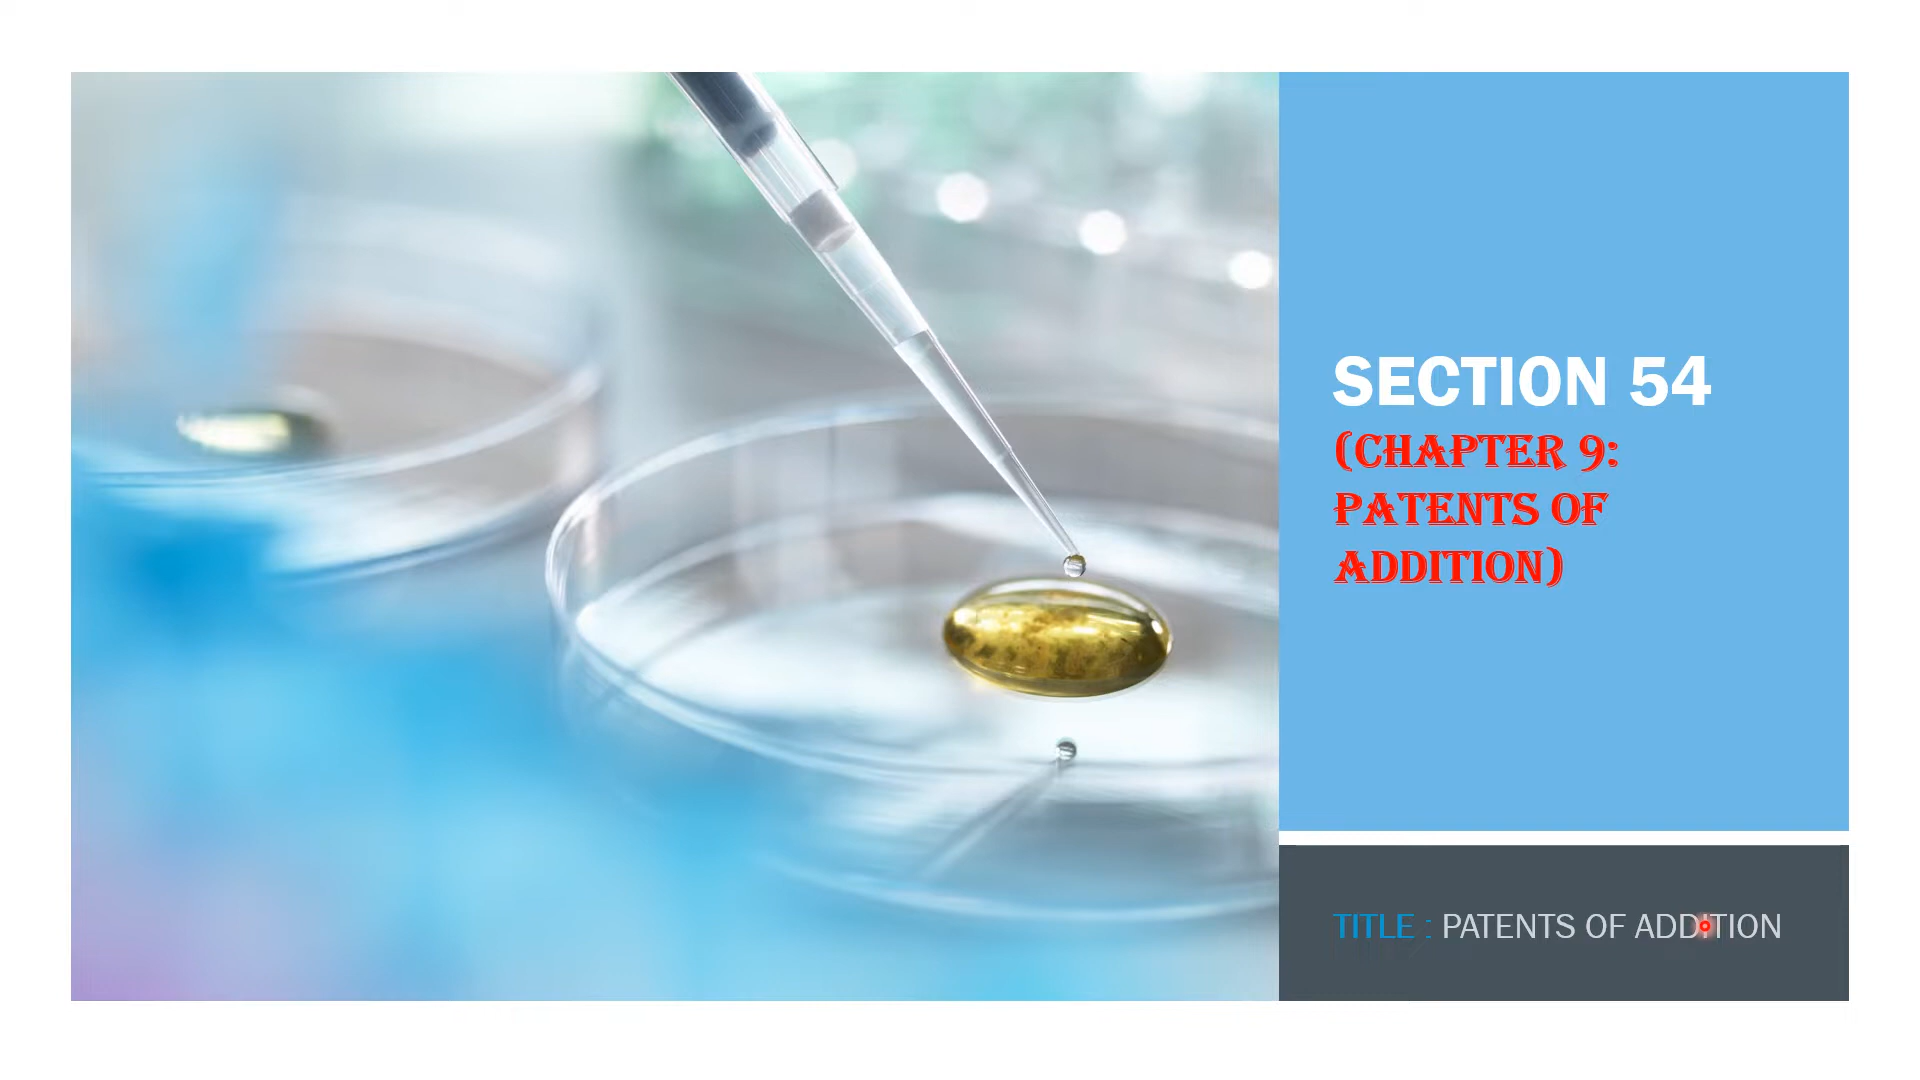 SECTION 54
(CHAPTER 9:
PATENTS OF
ADDITION)
TITLE : PATENTS OF ADDITION